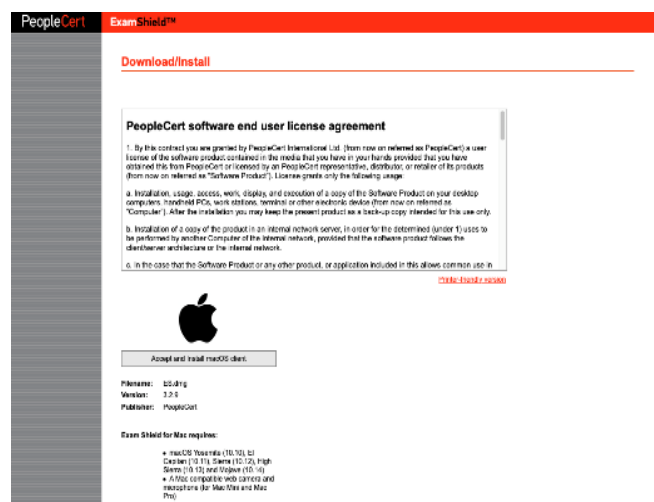 PeopleCert ExamShield™
Download/Install
PeopleCert software end user license agreement
1. By this contract you are granted by PeopleCert International Ltd. (from now on referred as PeopleCert) a user
license of the software product contained in the media that you have in your hands provided that you have
obtained this from PeopleCert or licensed by an PeopleCert representative, distributor, or retailer of its products
(from now on referred as "Software Product"). License grants only the following usage:
a. Installation, usage, access, work, display, and execution of a copy of the Software Product on your desktop
computers, handheld PCs, work stations, terminal or other electronic device (from now on referred as
"Computer"). After the installation you may keep the present product as a back-up copy intended for this use only.
b. Installation of a copy of the product in an internal network server, in order for the determined (under 1) uses to
be performed by another Computer of the internal network, provided that the software product follows the
client/server architecture or the internal network.
c. In the case that the Software Product or any other product, or application included in this allows common use in
Printer-friendly version
Accept and Install macOS client
Filename: ES.dmg
Version: 3.2.9
Publisher: PeopleCert
Exam Shield for Mac requires:
• macOS Yosemite (10.10), El
Capitan (10.11), Sierra (10.12), High
Sierra (10.13) and Mojave (10.14)
• A Mac compatible web camera and
microphone (for Mac Mini and Mac
Pro)